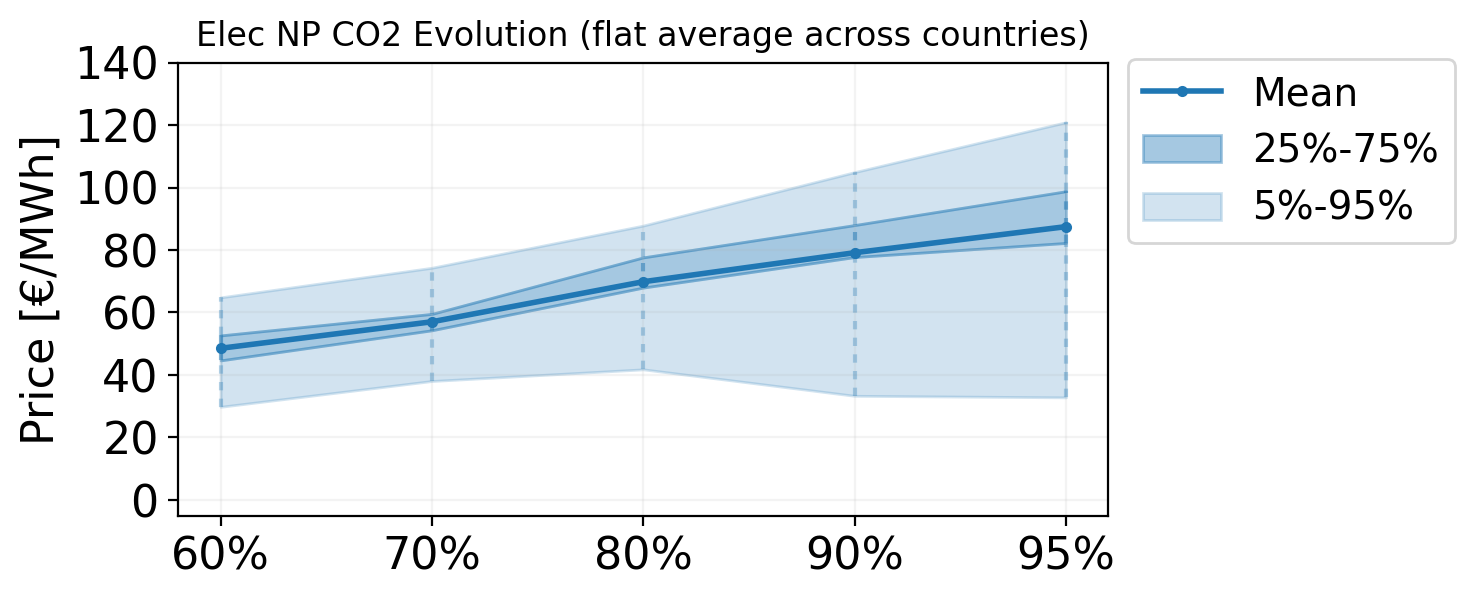 Elec NP CO2 Evolution (flat average across countries)
Price [€/MWh]
140
120
100
80
60
40
20
0
60% 70% 80% 90% 95%
Mean
25%-75%
5%-95%